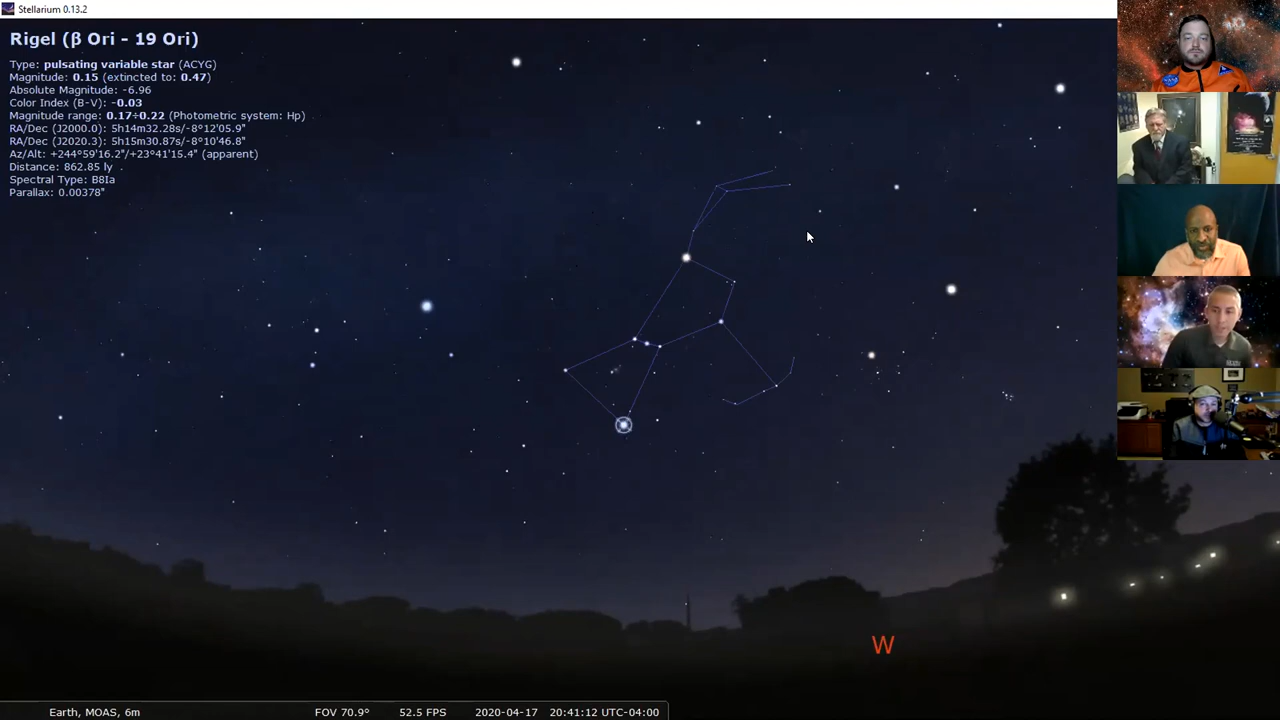 Stellarium 0.13.2
Rigel (β Ori - 19 Ori)
Type: pulsating variable star (ACYG)
Magnitude: 0.15 (extincted to: 0.47)
Absolute Magnitude: -6.96
Color Index (B-V): -0.03
Magnitude range: 0.17÷0.22 (Photometric system: Hp)
RA/Dec (J2000.0): 5h14m32.28s/-8°12'05.9"
RA/Dec (J2020.3): 5h15m30.87s/-8°10'46.8"
Az/Alt: +244°59'16.2"/+23°41'15.4" (apparent)
Distance: 862.85 ly
Spectral Type: B8Ia
Parallax: 0.00378"
W
Earth, MOAS, 6m FOV 70.9° 52.5 FPS 2020-04-17 20:41:12 UTC-04:00